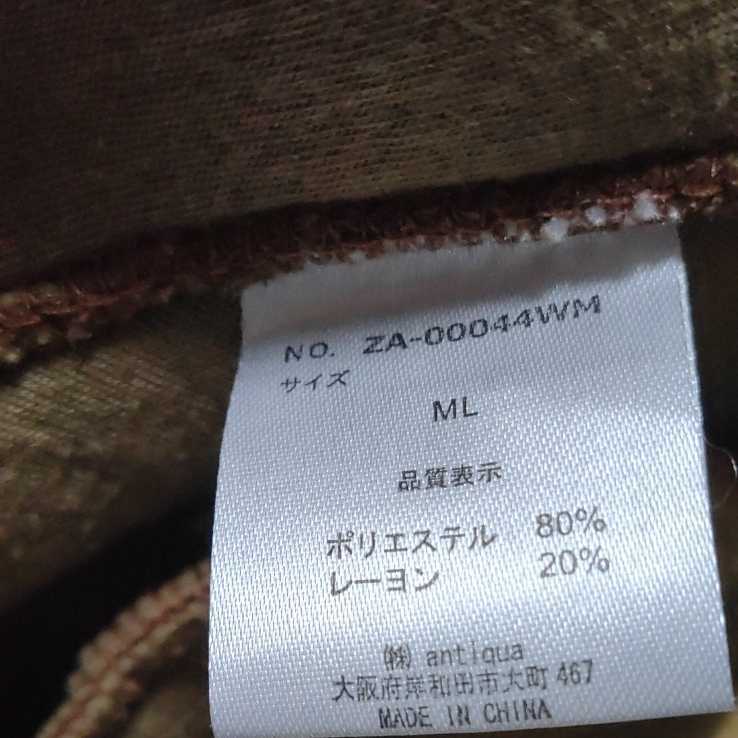 NO. ZA-00044WM
サイズ
ML
品質表示
ポリエステル 80%
レーヨン 20%
㈱ antiqua
大阪府岸和田市大町467
MADE IN CHINA